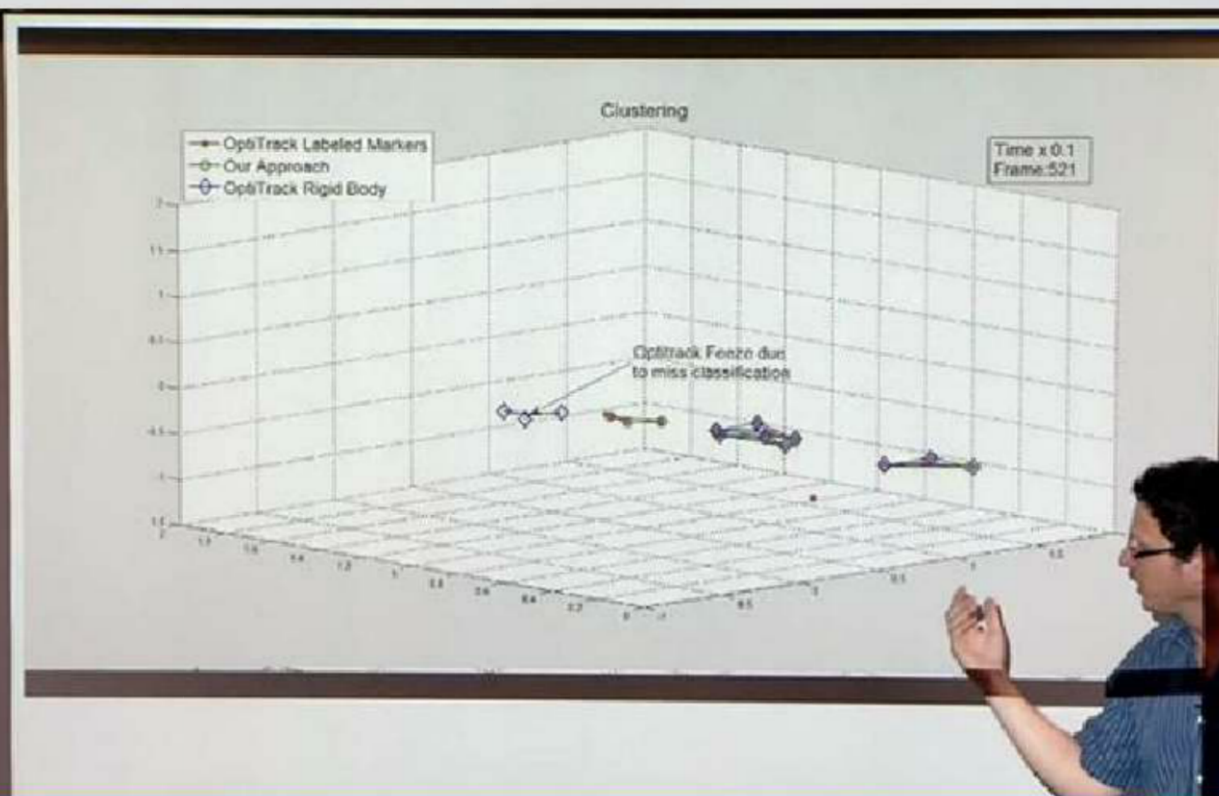 Clustering
OptiTrack Labeled Markers
Our Approach
OptiTrack Rigid Body
Time x 0.1
Frame:521
Optitrack Feeze due
to miss classification